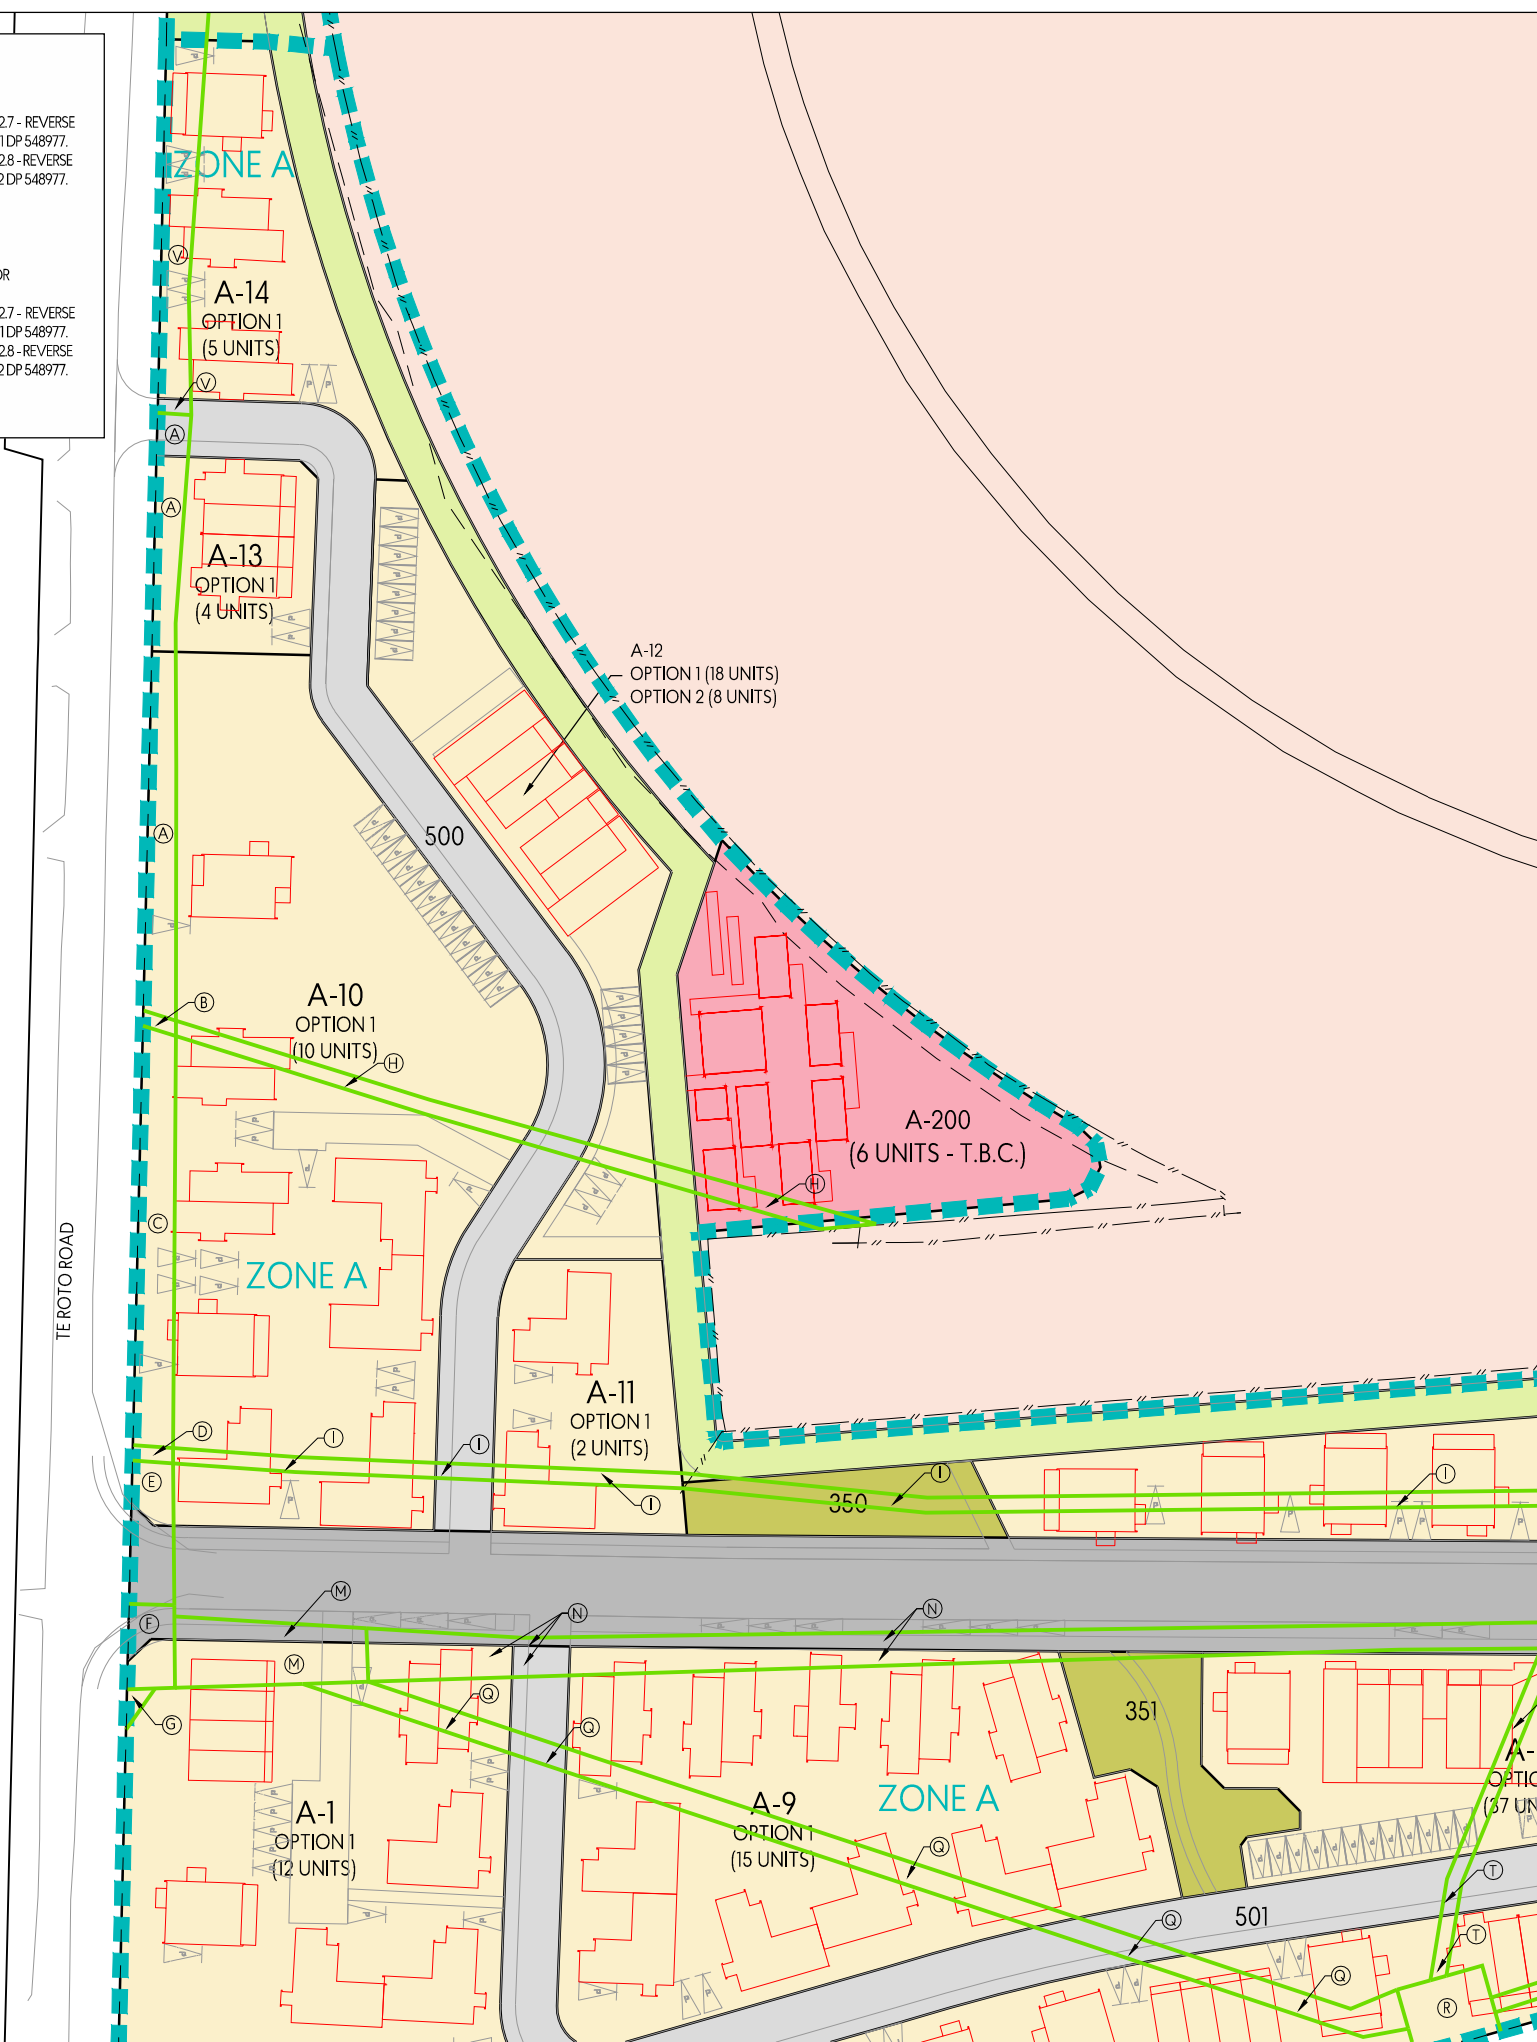 2.7 - REVERSE
1 DP 548977.
2.8 - REVERSE
2 DP 548977.
OR
2.7 - REVERSE
1 DP 548977.
2.8 - REVERSE
2 DP 548977.
ZONE A
V
A-14
OPTION 1
(5 UNITS)
V
A
A
A-13
OPTION 1
(4 UNITS)
A-12
OPTION 1 (18 UNITS)
OPTION 2 (8 UNITS)
A
500
B
A-10
OPTION 1
(10 UNITS)
H
A-200
(6 UNITS - T.B.C.)
H
C
TE ROTO ROAD
ZONE A
A-11
OPTION 1
(2 UNITS)
D
I
I
E
I
I
350
I
M
N
N
F
M
Q
G
Q
351
A-1
OPTION 1
(12 UNITS)
A-9
OPTION 1
(15 UNITS)
ZONE A
A-
OPTIO
(37 UN
Q
T
Q
501
T
Q
R